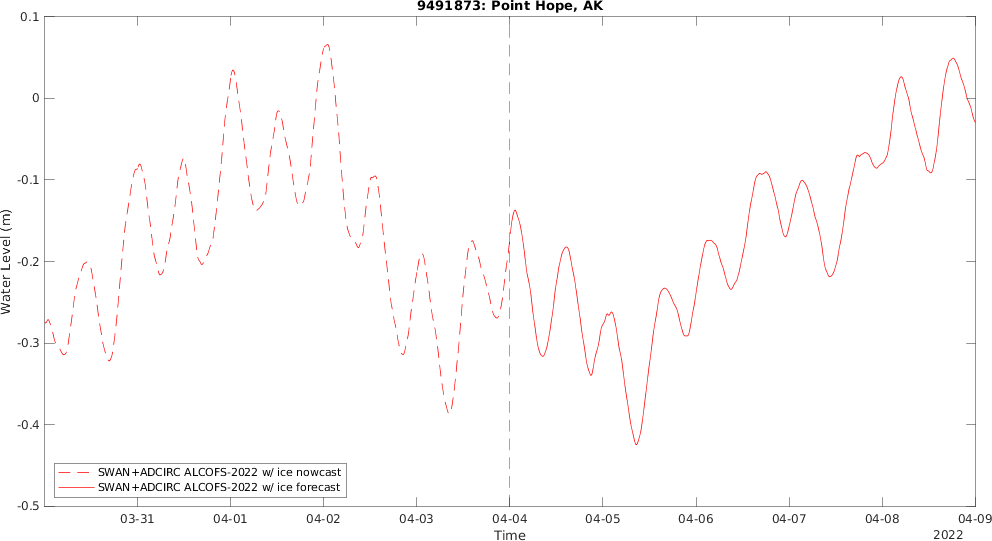 9491873: Point Hope, AK
0.1
0
-0.1
-0.2
-0.3
-0.4
-0.5
Water Level (m)
SWAN+ADCIRC ALCOFS-2022 w/ ice nowcast
SWAN+ADCIRC ALCOFS-2022 w/ ice forecast
03-31 04-01 04-02 04-03 04-04 04-05 04-06 04-07 04-08 04-09
Time
2022